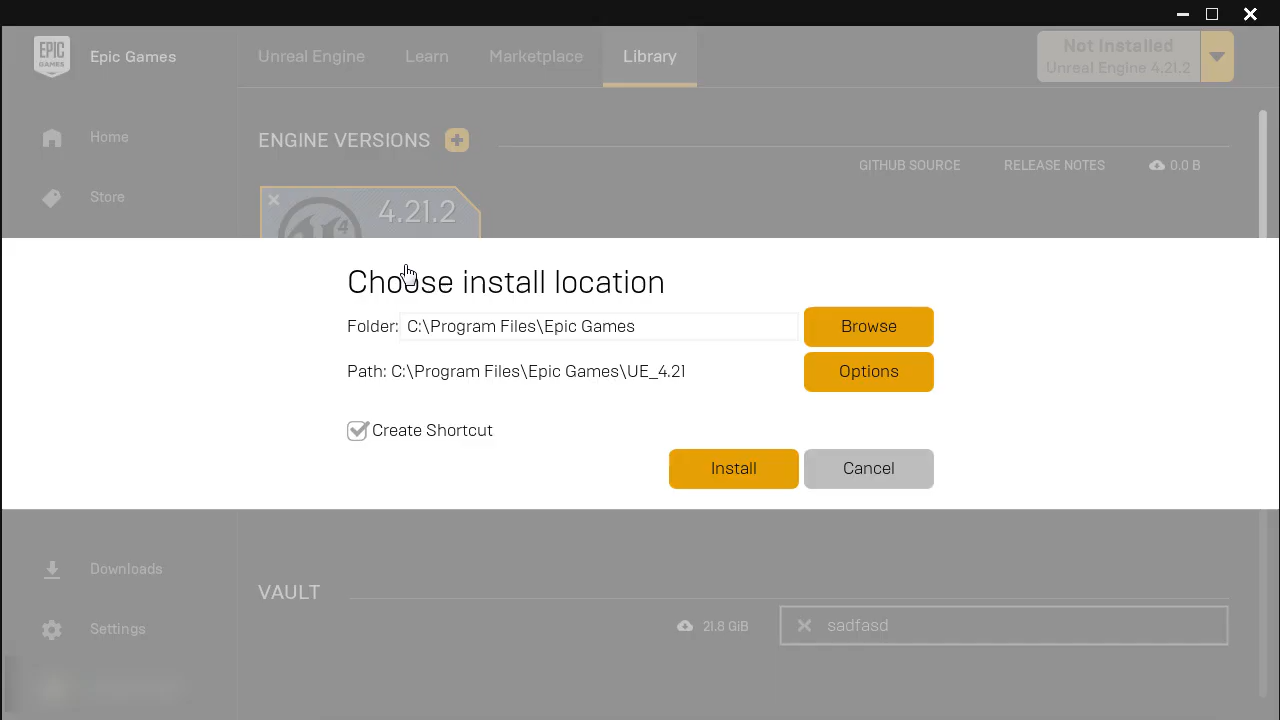 EPIC
GAMES
Epic Games
Unreal Engine
Learn
Marketplace
Library
Not Installed
Unreal Engine 4.21.2
Home
Store
ENGINE VERSIONS
GITHUB SOURCE
RELEASE NOTES
0.0 B
4.21.2
4
Choose install location
Folder: C:\Program Files\Epic Games
Browse
Path: C:\Program Files\Epic Games\UE_4.21
Options
Create Shortcut
Install
Cancel
Downloads
Settings
VAULT
21.8 GiB
sadfasd